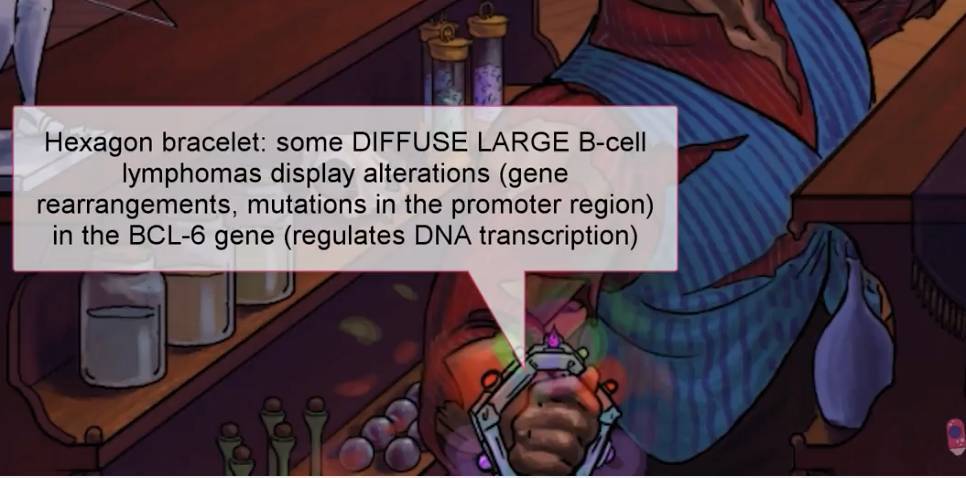 Hexagon bracelet: some DIFFUSE LARGE B-cell
lymphomas display alterations (gene
rearrangements, mutations in the promoter region)
in the BCL-6 gene (regulates DNA transcription)